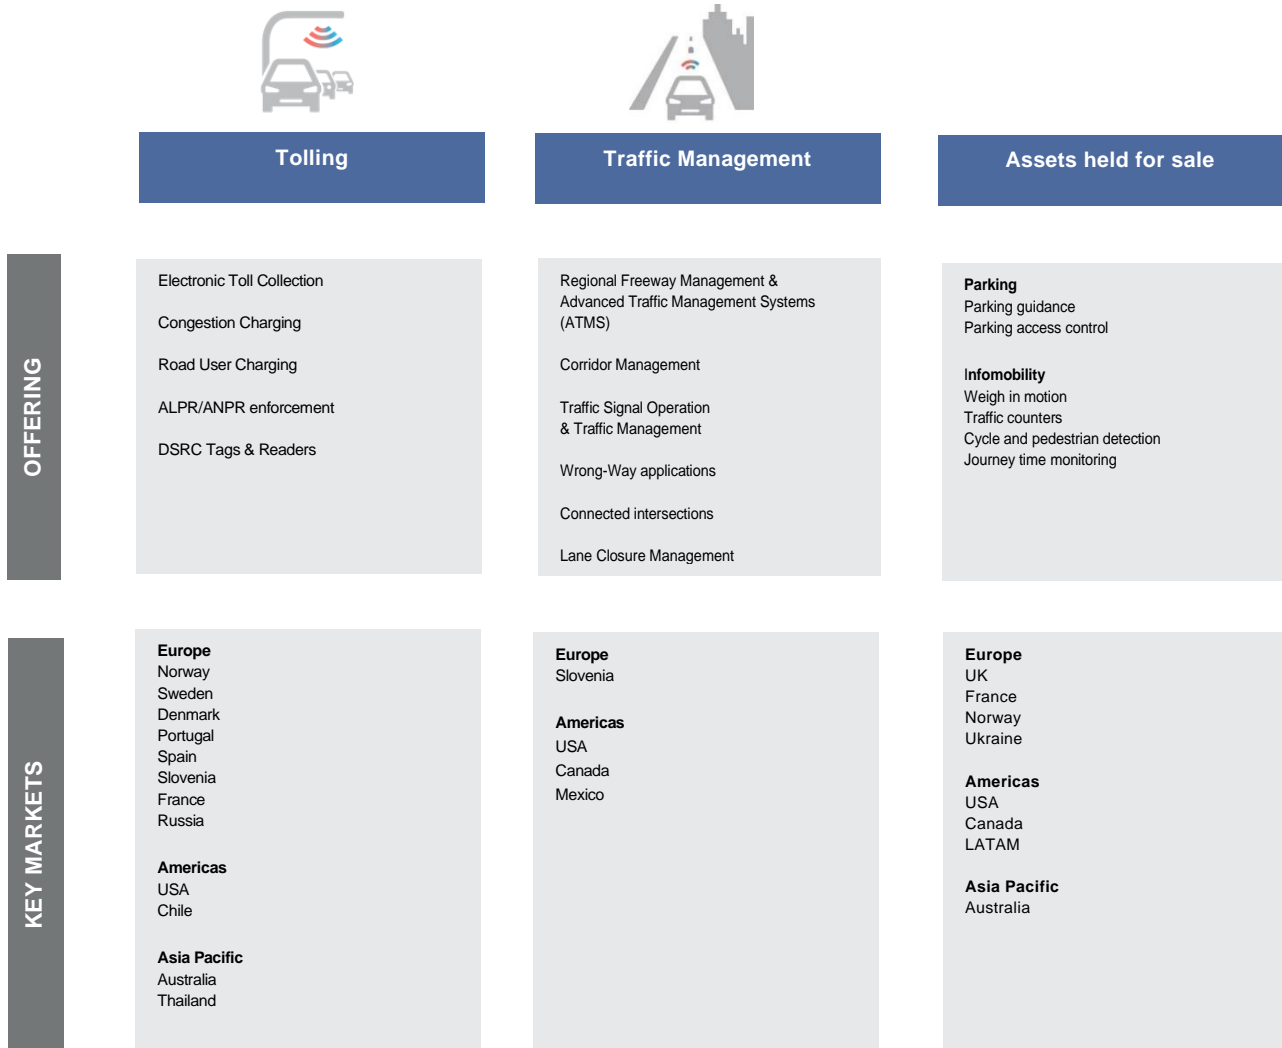 Tolling
Traffic Management
Assets held for sale
OFFERING
Electronic Toll Collection
Congestion Charging
Road User Charging
ALPR/ANPR enforcement
DSRC Tags & Readers
Regional Freeway Management &
Advanced Traffic Management Systems
(ATMS)
Corridor Management
Traffic Signal Operation
& Traffic Management
Wrong-Way applications
Connected intersections
Lane Closure Management
Parking
Parking guidance
Parking access control
Infomobility
Weigh in motion
Traffic counters
Cycle and pedestrian detection
Journey time monitoring
KEY MARKETS
Europe
Norway
Sweden
Denmark
Portugal
Spain
Slovenia
France
Russia
Americas
USA
Chile
Asia Pacific
Australia
Thailand
Europe
Slovenia
Americas
USA
Canada
Mexico
Europe
UK
France
Norway
Ukraine
Americas
USA
Canada
LATAM
Asia Pacific
Australia